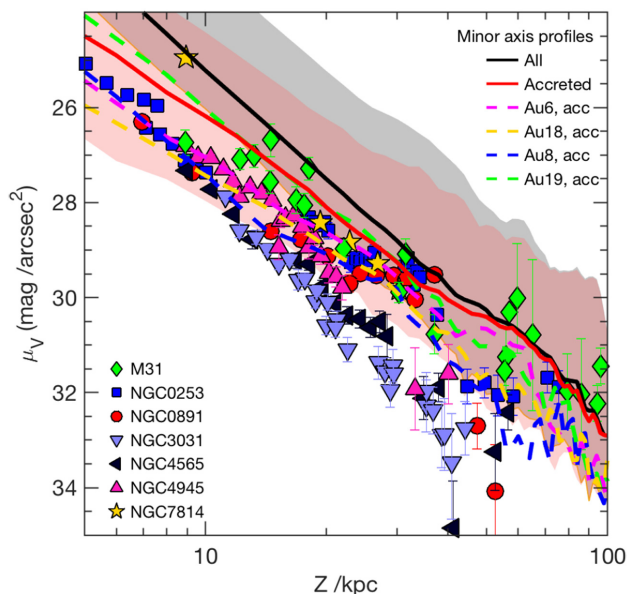 Minor axis profiles
All
Accreted
Au6, acc
Au18, acc
Au8, acc
Au19, acc
26
28
30
32
34
μV (mag /arcsec2)
M31
NGC0253
NGC0891
NGC3031
NGC4565
NGC4945
NGC7814
10
100
Z /kpc